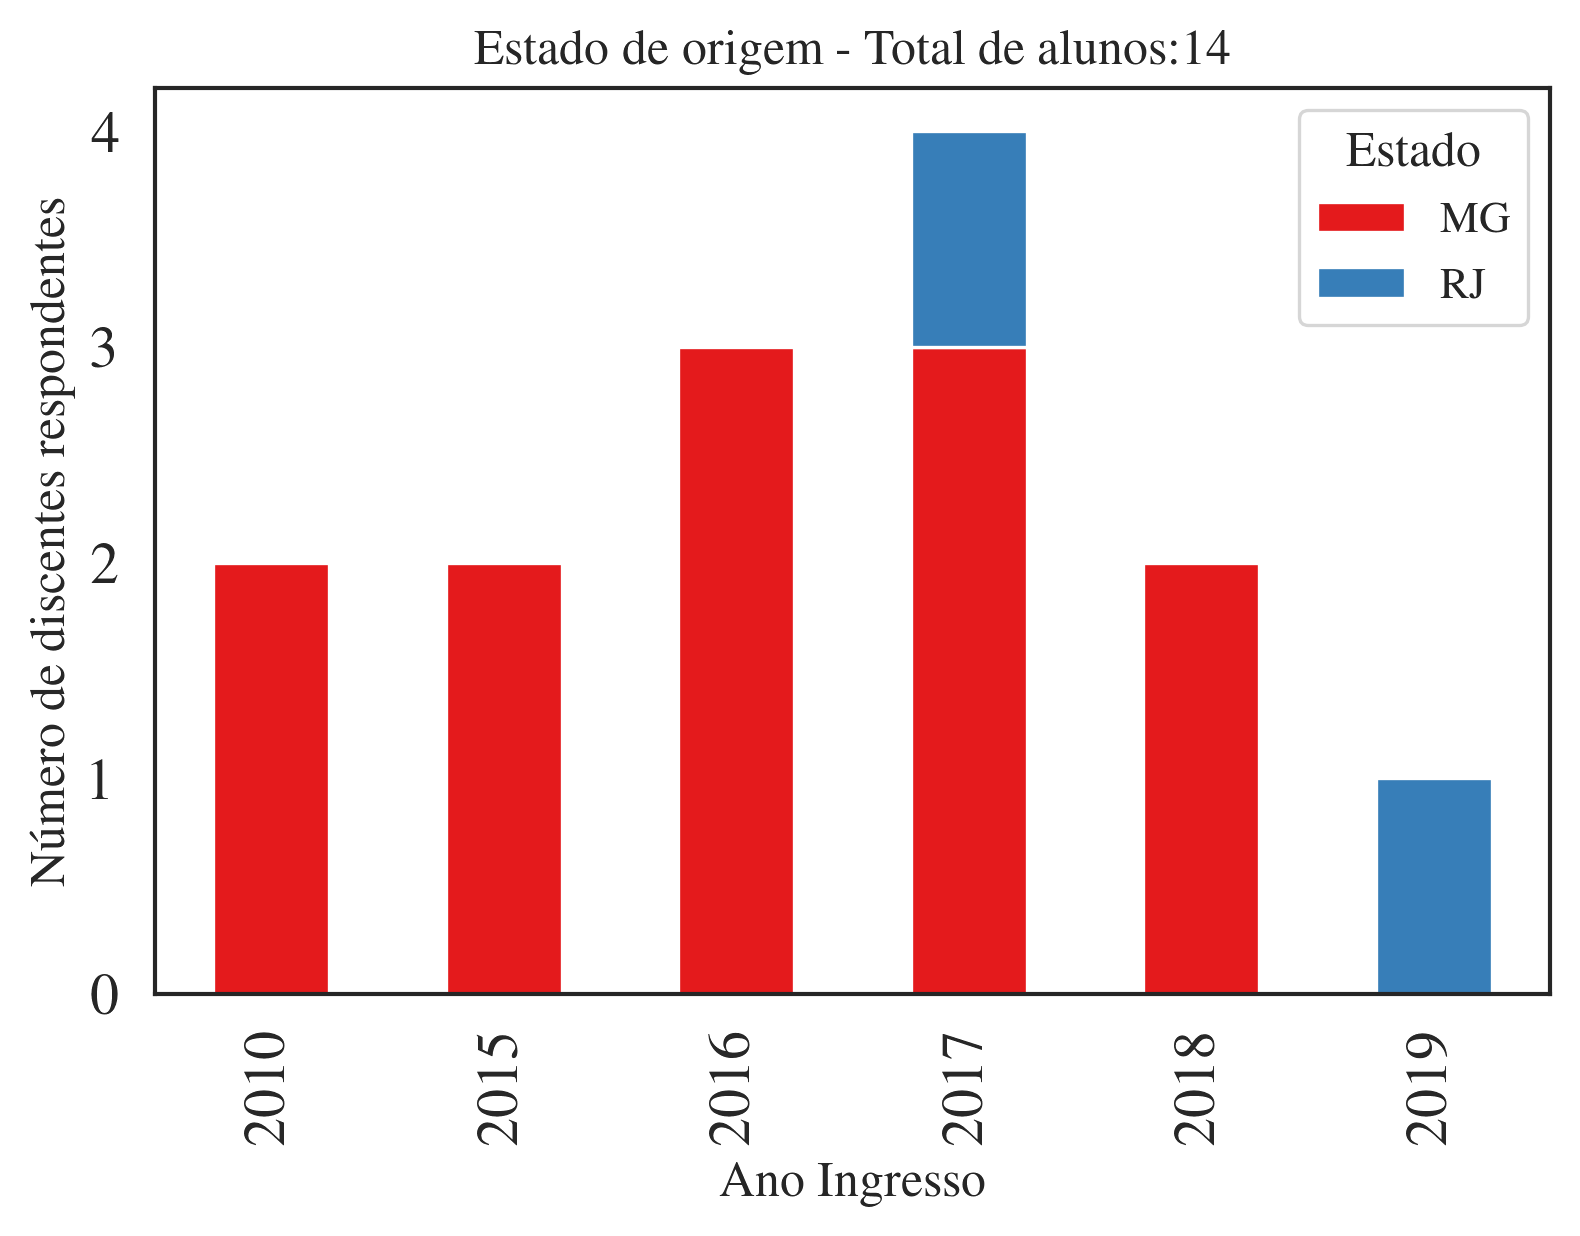 Estado de origem - Total de alunos:14
Número de discentes respondentes
4
3
2
1
0
Estado
MG
RJ
2010
2015
2016
2017
2018
2019
Ano Ingresso